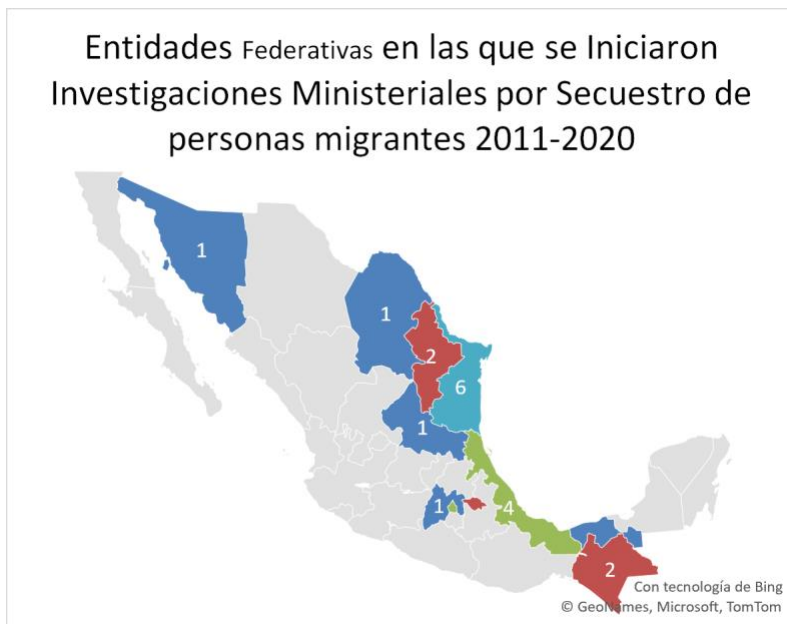 Entidades Federativas en las que se Iniciaron
Investigaciones Ministeriales por Secuestro de
personas migrantes 2011-2020
1
1
2
6
1
1
4
2
Con tecnología de Bing
© GeoNames, Microsoft, TomTom